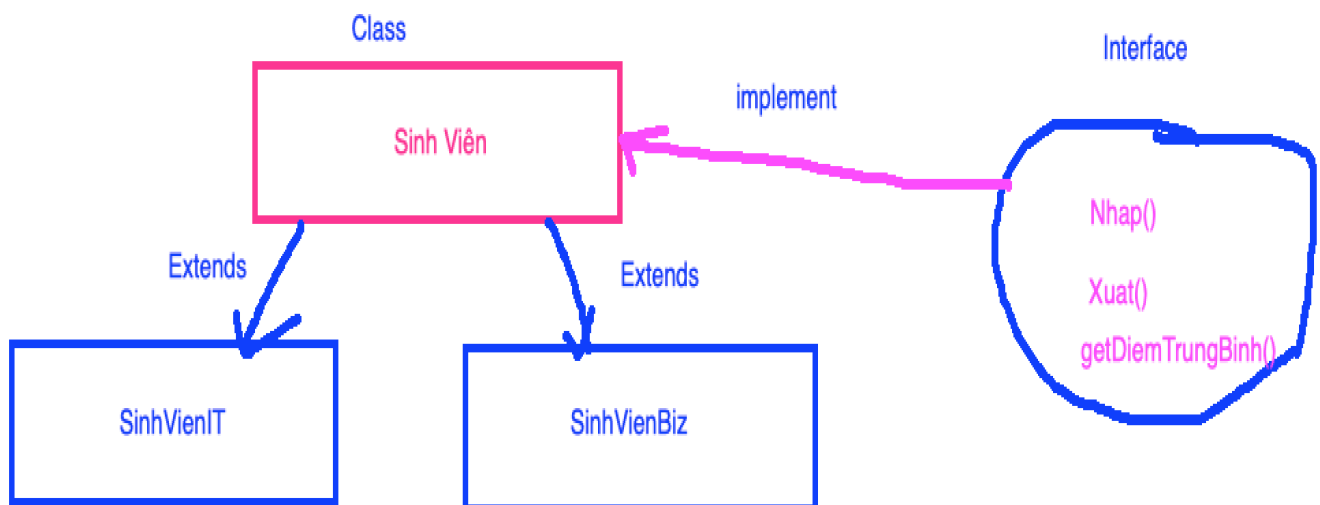 Class
Interface
implement
Sinh Viên
Nhap()
Extends
Extends
Xuat()
getDiemTrungBinh()
SinhVienIT
SinhVienBiz